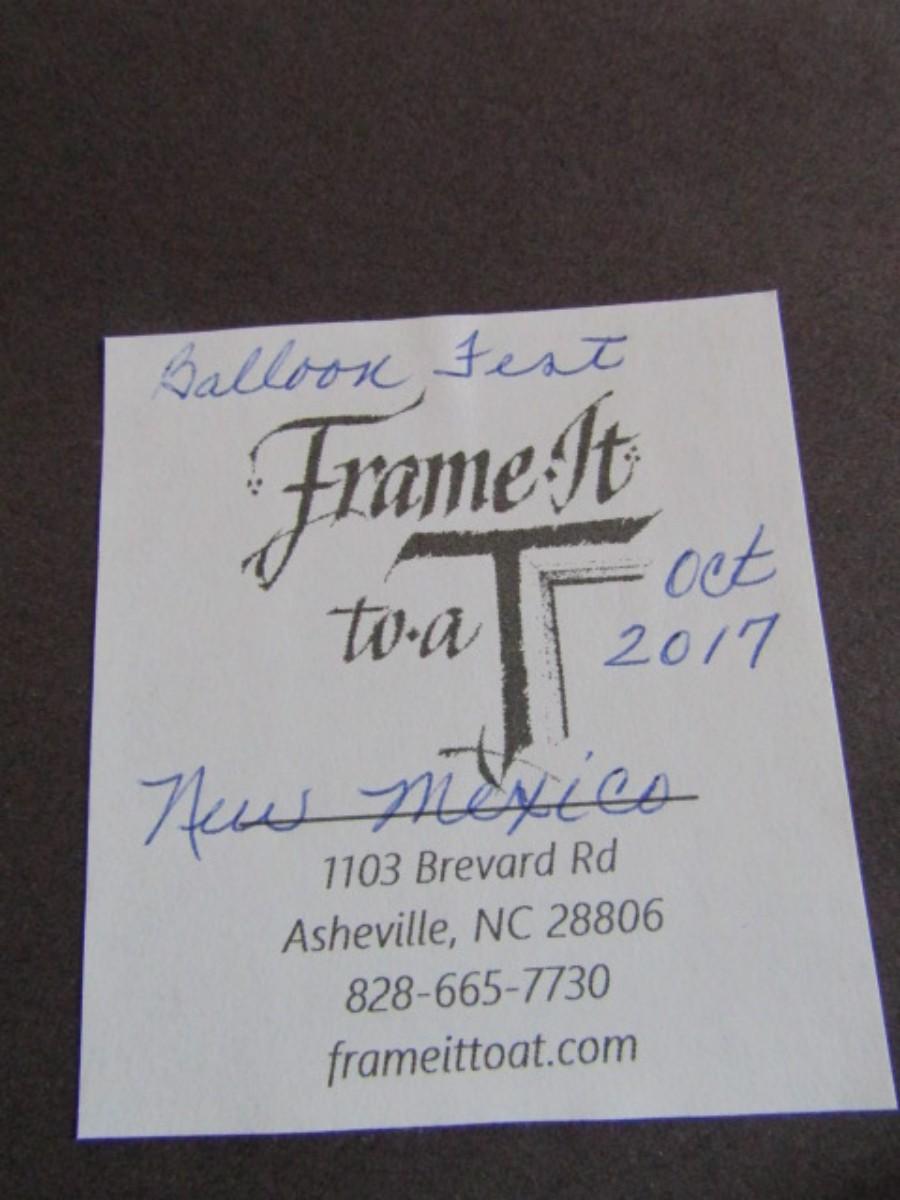 Balloon Fest
Frame·It
to·a T
Oct
2017
New Mexico
1103 Brevard Rd
Asheville, NC 28806
828-665-7730
frameittoat.com